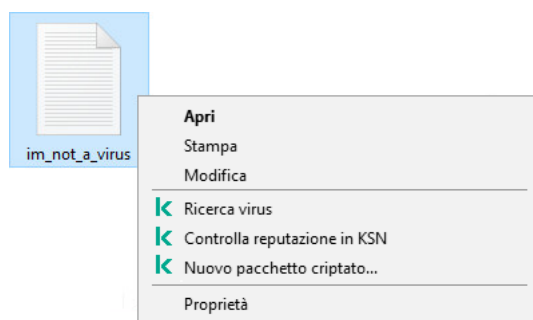 im_not_a_virus
Apri
Stampa
Modifica
Ricerca virus
Controlla reputazione in KSN
Nuovo pacchetto criptato...
Proprietà